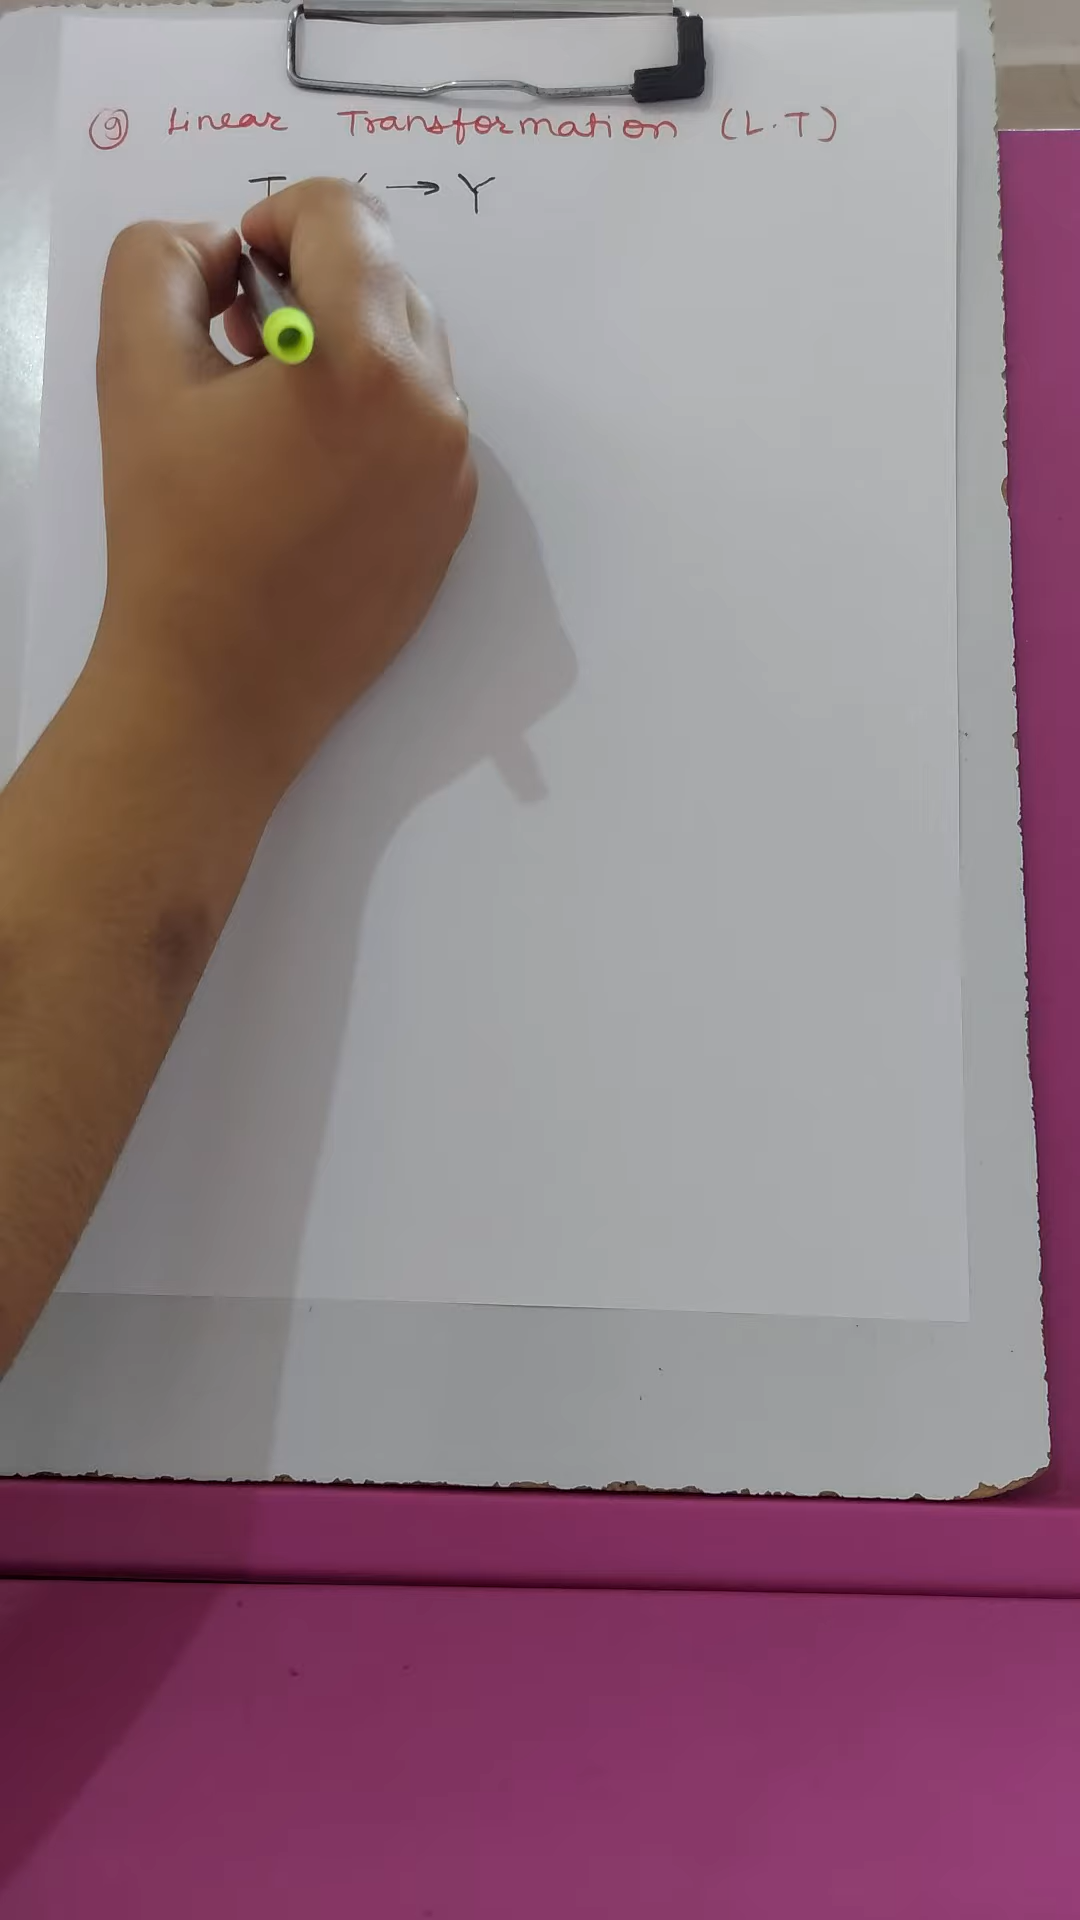 ⑨ Linear Transformation (L.T)
T → Y